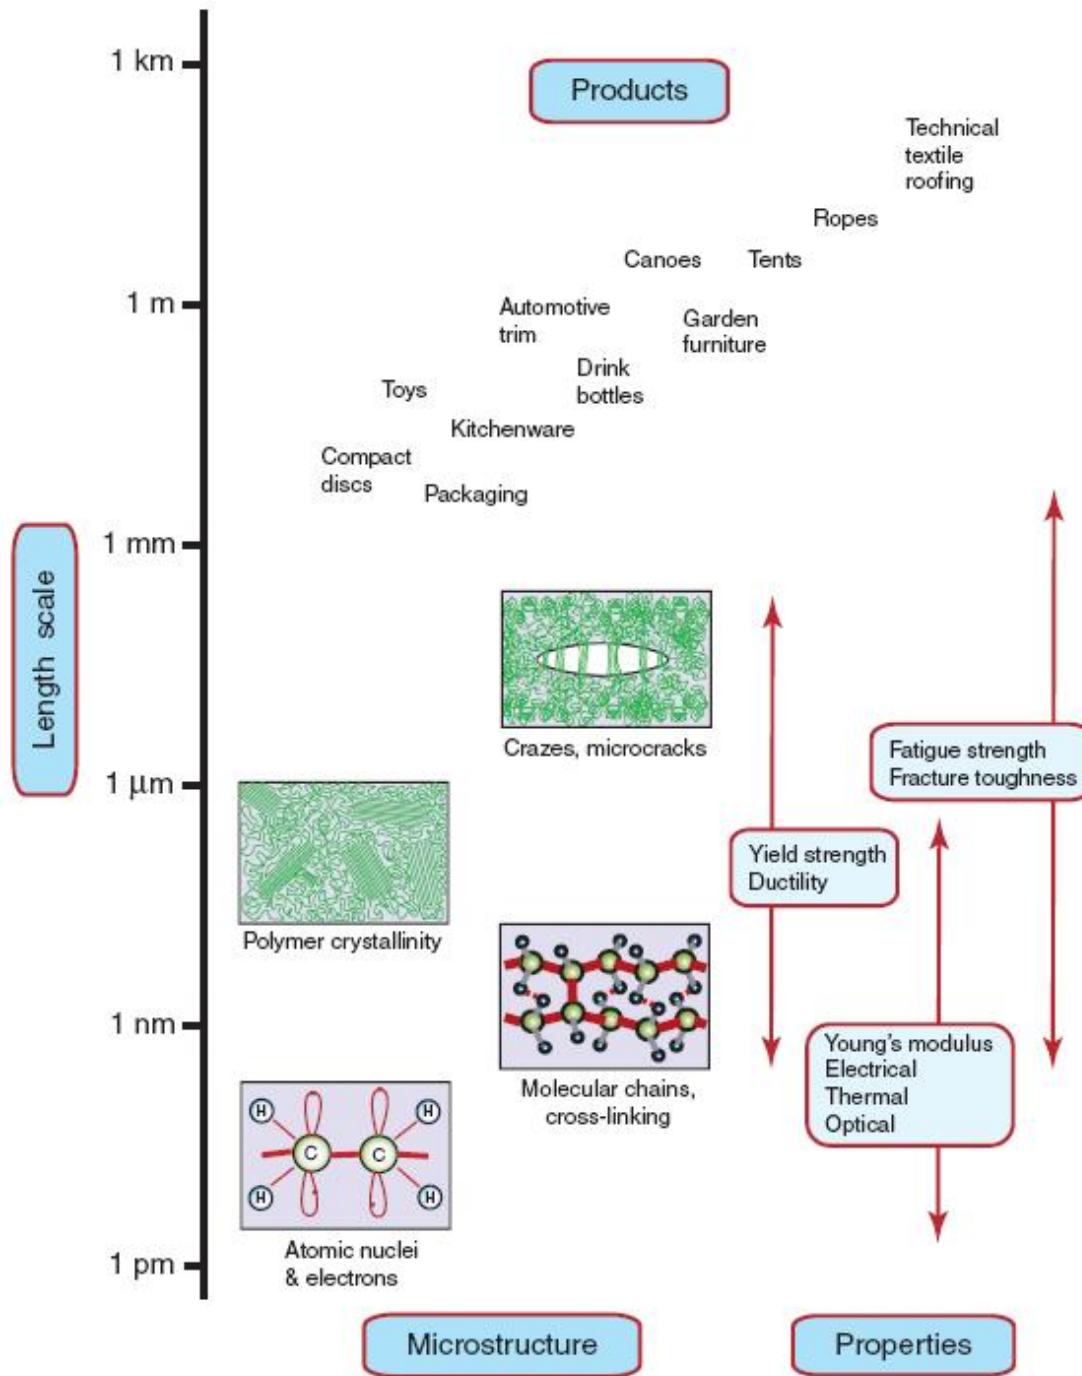 1 km
Products
Technical
textile
roofing
Ropes
Canoes
Tents
1 m
Automotive
trim
Garden
furniture
Drink
bottles
Toys
Kitchenware
Compact
discs
Packaging
1 mm
Length scale
Crazes, microcracks
Fatigue strength
Fracture toughness
1 μm
Yield strength
Ductility
Polymer crystallinity
1 nm
Young's modulus
Electrical
Thermal
Optical
Molecular chains,
cross-linking
H
H
C
C
H
H
Atomic nuclei
& electrons
1 pm
Microstructure
Properties